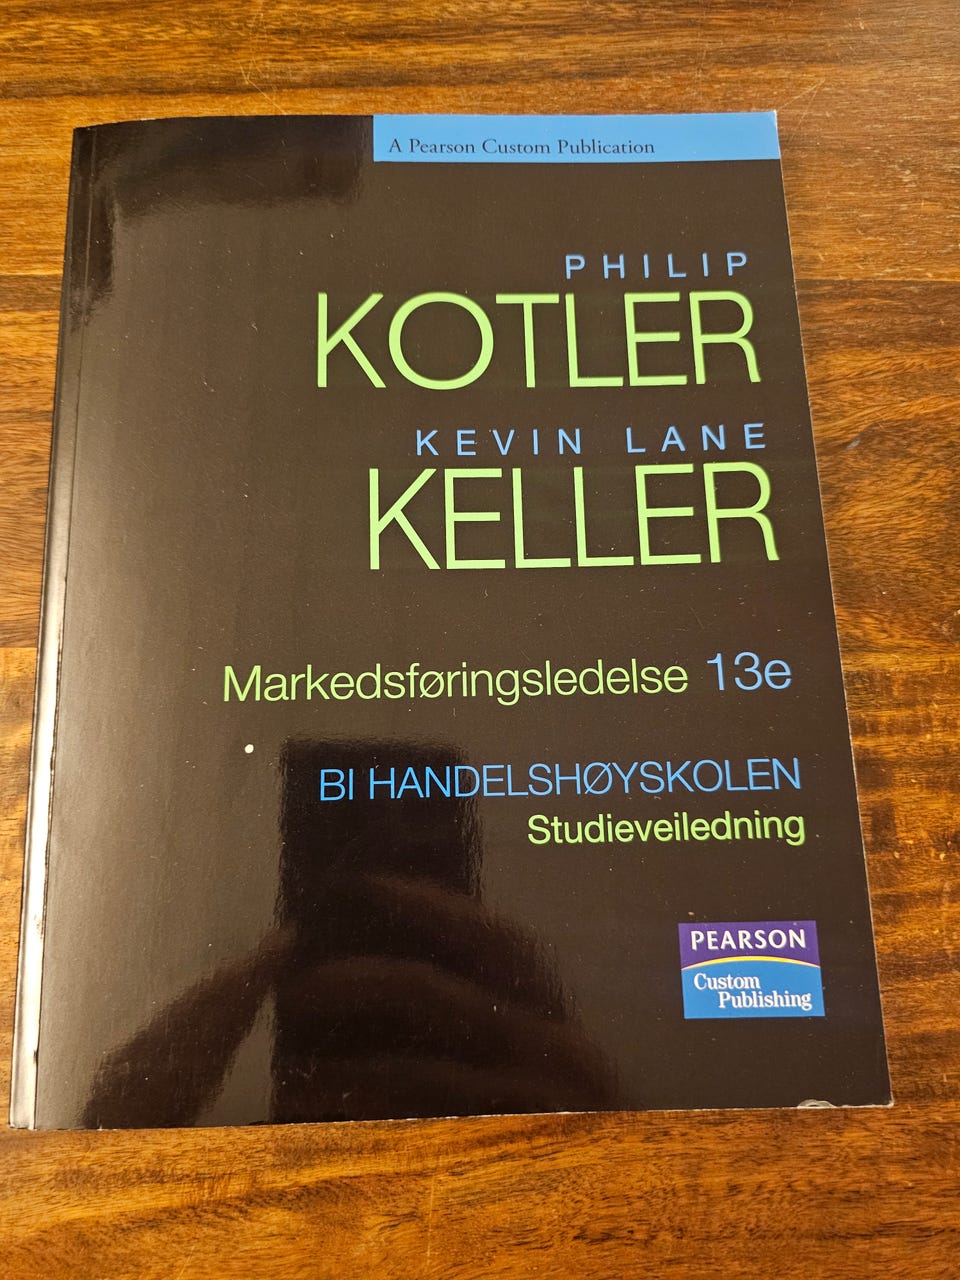 A Pearson Custom Publication
PHILIP
KOTLER
KEVIN LANE
KELLER
Markedsføringsledelse 13e
BI HANDELSHØYSKOLEN
Studieveiledning
PEARSON
Custom
Publishing